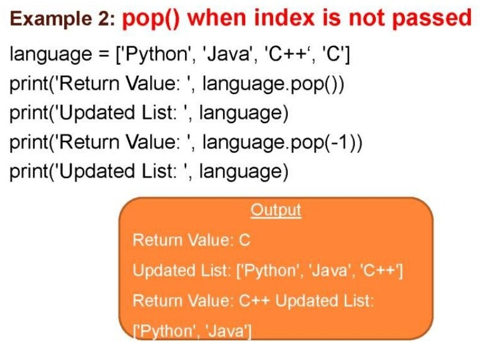 Example 2: pop() when index is not passed
language = ['Python', 'Java', 'C++‘, 'C']
print('Return Value: ', language.pop())
print('Updated List: ', language)
print('Return Value: ', language.pop(-1))
print('Updated List: ', language)
Output
Return Value: C
Updated List: ['Python', 'Java', 'C++']
Return Value: C++ Updated List:
['Python', 'Java']